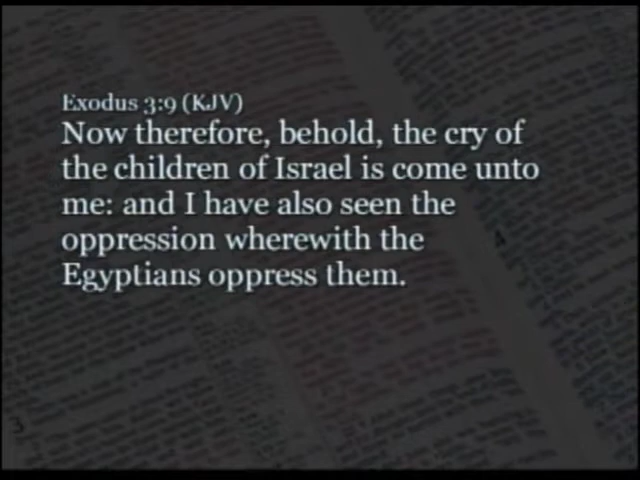 Exodus 3:9 (KJV)
Now therefore, behold, the cry of
the children of Israel is come unto
me: and I have also seen the
oppression wherewith the
Egyptians oppress them.